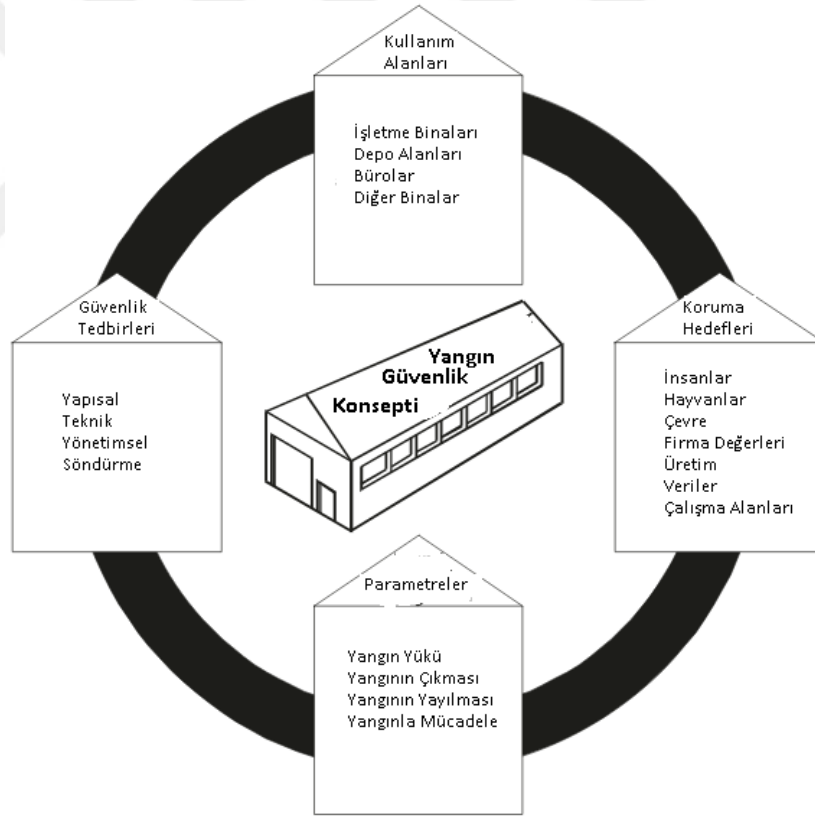 Kullanım
Alanları
İşletme Binaları
Depo Alanları
Bürolar
Diğer Binalar
Güvenlik
Tedbirleri
Yapısal
Teknik
Yönetimsel
Söndürme
Yangın
Güvenlik
Konsepti
Koruma
Hedefleri
İnsanlar
Hayvanlar
Çevre
Firma Değerleri
Üretim
Veriler
Çalışma Alanları
Parametreler
Yangın Yükü
Yangının Çıkması
Yangının Yayılması
Yangınla Mücadele